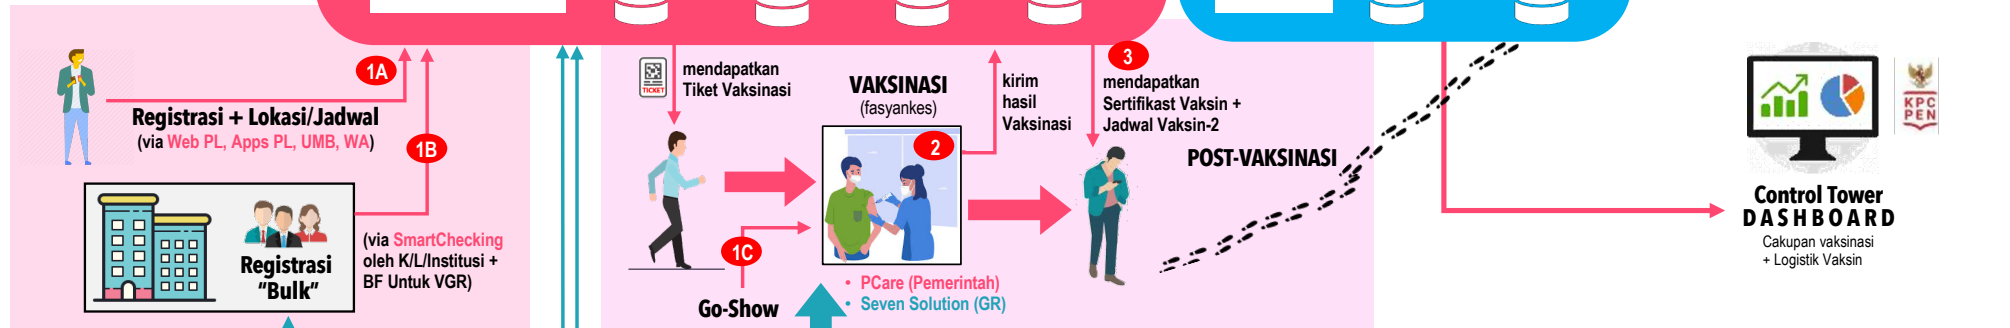 1A
Registrasi + Lokasi/Jadwal
(via Web PL, Apps PL, UMB, WA)
1B
Registrasi
“Bulk”
(via SmartChecking
oleh K/L/Institusi +
BF Untuk VGR)
TICKET
mendapatkan
Tiket Vaksinasi
VAKSINASI
(fasyankes)
2
kirim
hasil
Vaksinasi
3
mendapatkan
Sertifikast Vaksin +
Jadwal Vaksin-2
POST-VAKSINASI
1C
Go-Show
• PCare (Pemerintah)
• Seven Solution (GR)
KPC
PEN
Control Tower
DASHBOARD
Cakupan vaksinasi
+ Logistik Vaksin